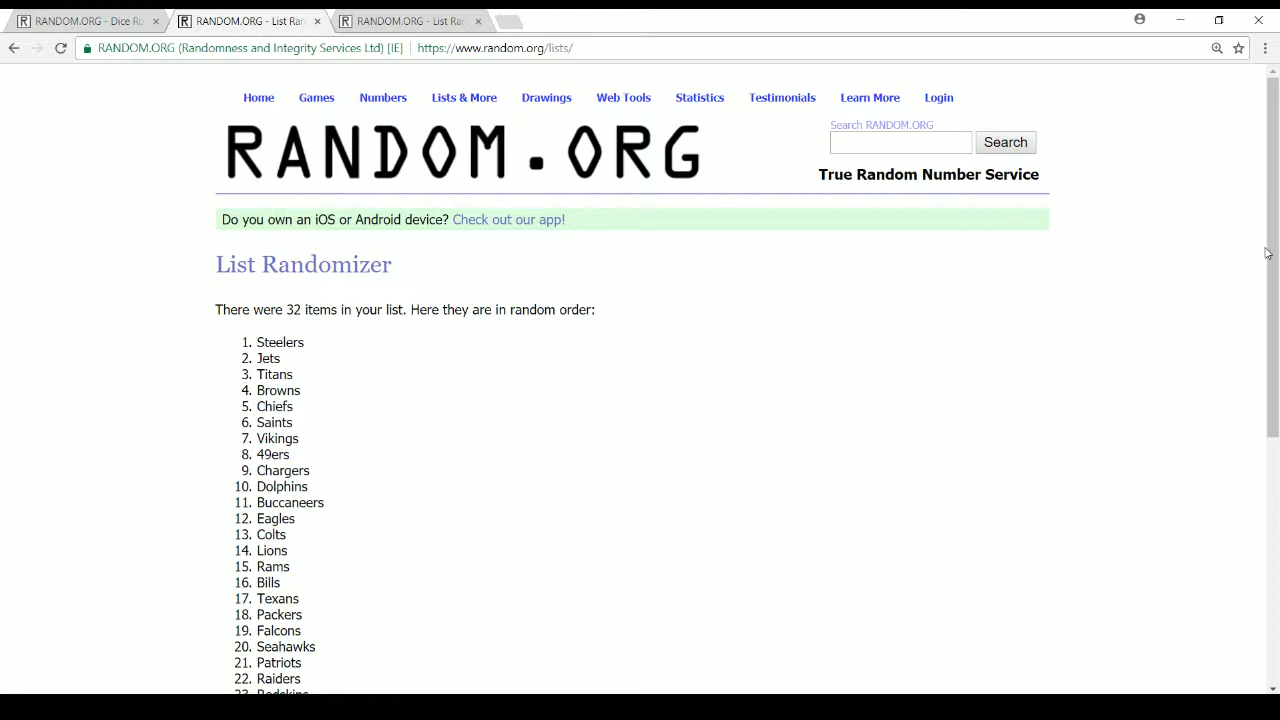 RANDOM.ORG - Dice Ro
RANDOM.ORG - List Ran
RANDOM.ORG - List Ran
RANDOM.ORG (Randomness and Integrity Services Ltd) [IE]
https://www.random.org/lists/
Home Games Numbers Lists & More Drawings Web Tools Statistics Testimonials Learn More Login
RANDOM.ORG
Search RANDOM.ORG
Search
True Random Number Service
Do you own an iOS or Android device? Check out our app!
List Randomizer
There were 32 items in your list. Here they are in random order:
1. Steelers
2. Jets
3. Titans
4. Browns
5. Chiefs
6. Saints
7. Vikings
8. 49ers
9. Chargers
10. Dolphins
11. Buccaneers
12. Eagles
13. Colts
14. Lions
15. Rams
16. Bills
17. Texans
18. Packers
19. Falcons
20. Seahawks
21. Patriots
22. Raiders
23. Redskins